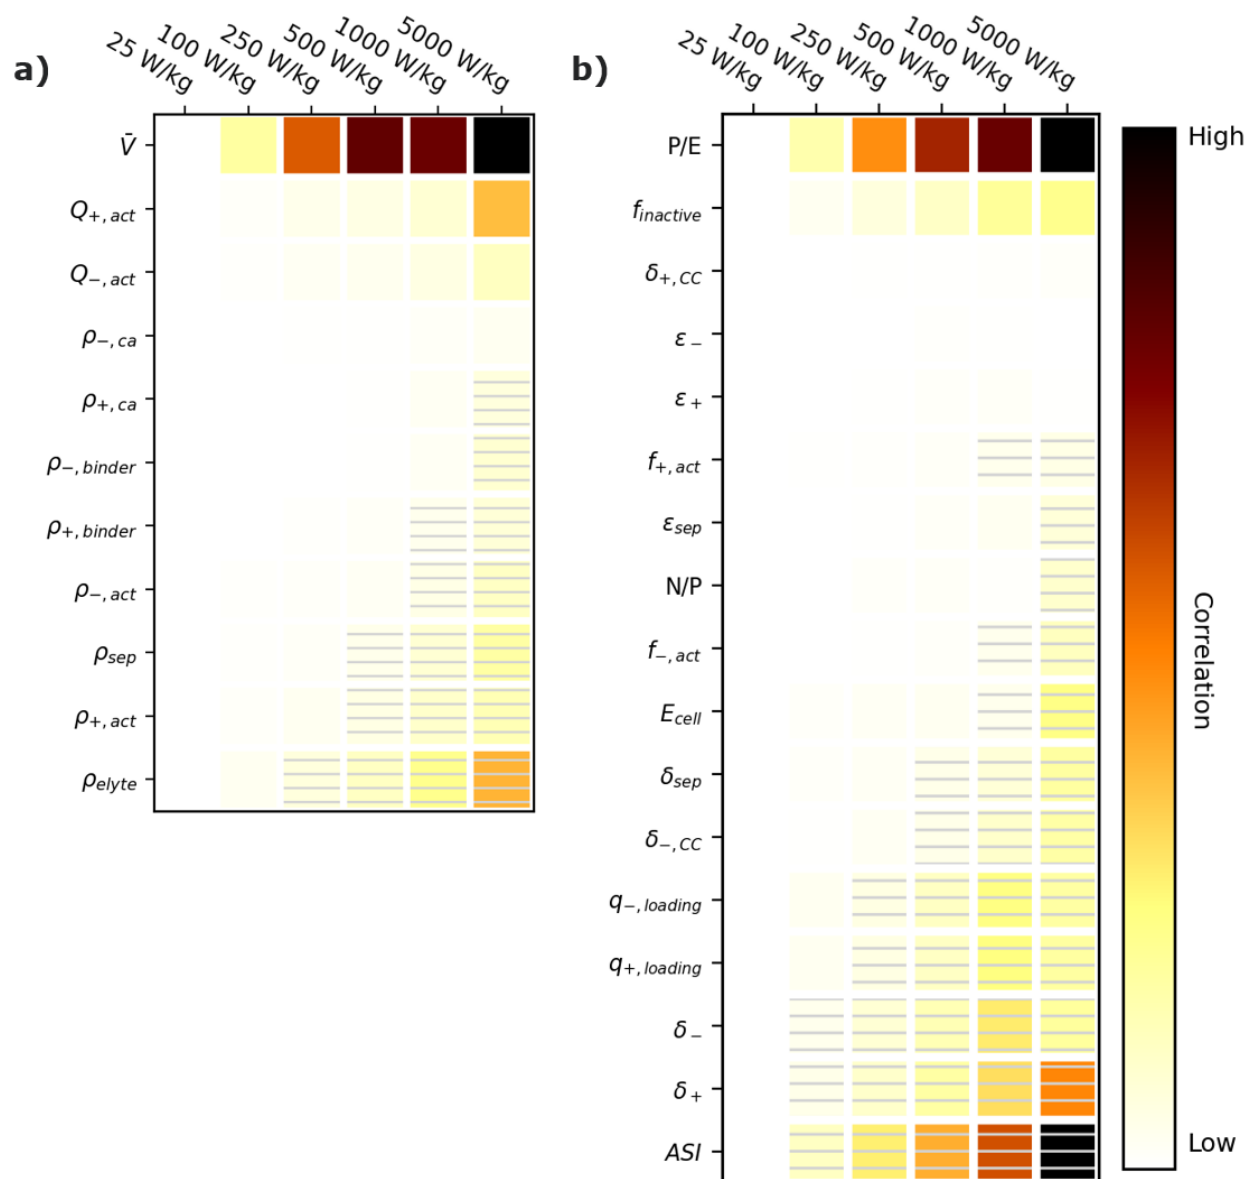 a)
25 W/kg
100 W/kg
250 W/kg
500 W/kg
1000 W/kg
5000 W/kg
V̄
Q+, act
Q−, act
ρ−, ca
ρ+, ca
ρ−, binder
ρ+, binder
ρ−, act
ρsep
ρ+, act
ρelyte
b)
25 W/kg
100 W/kg
250 W/kg
500 W/kg
1000 W/kg
5000 W/kg
P/E
finactive
δ+, CC
ε−
ε+
f+, act
εsep
N/P
f−, act
Ecell
δsep
δ−, CC
q−, loading
q+, loading
δ−
δ+
ASI
High
Correlation
Low